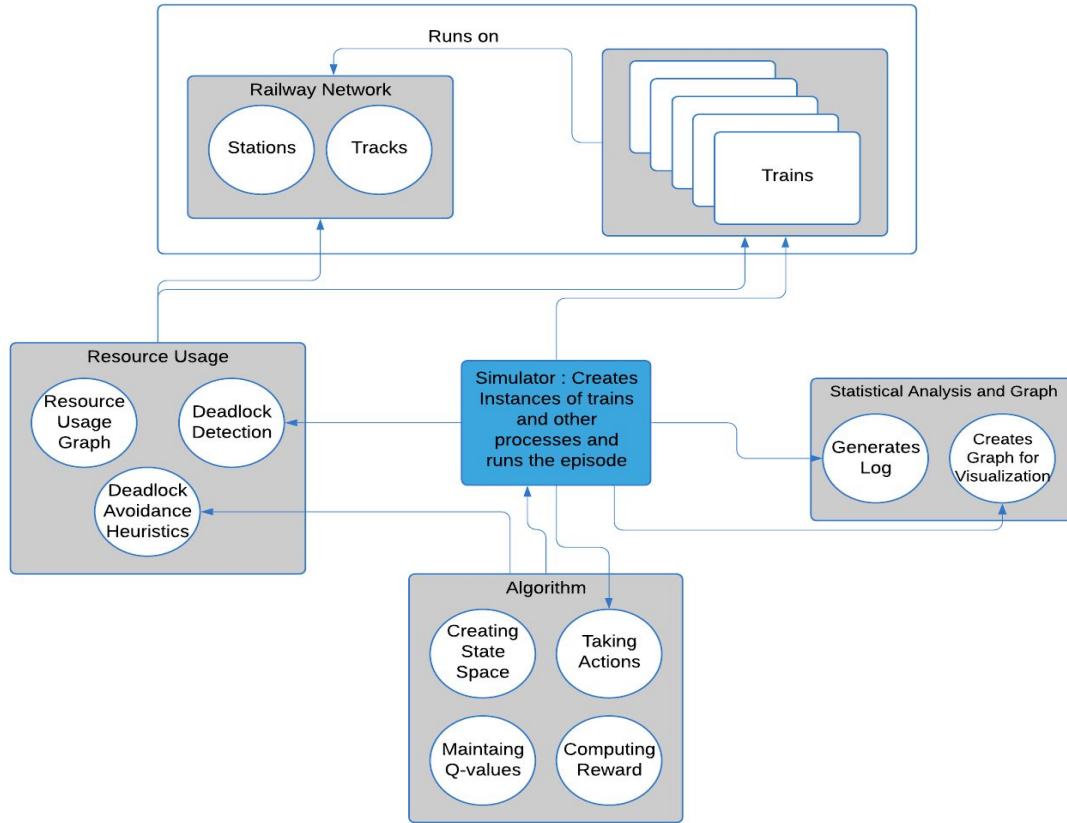 Runs on
Railway Network
Stations
Tracks
Trains
Resource Usage
Resource
Usage
Graph
Deadlock
Detection
Deadlock
Avoidance
Heuristics
Simulator : Creates
Instances of trains
and other
processes and
runs the episode
Statistical Analysis and Graph
Generates
Log
Creates
Graph for
Visualization
Algorithm
Creating
State
Space
Taking
Actions
Maintaing
Q-values
Computing
Reward